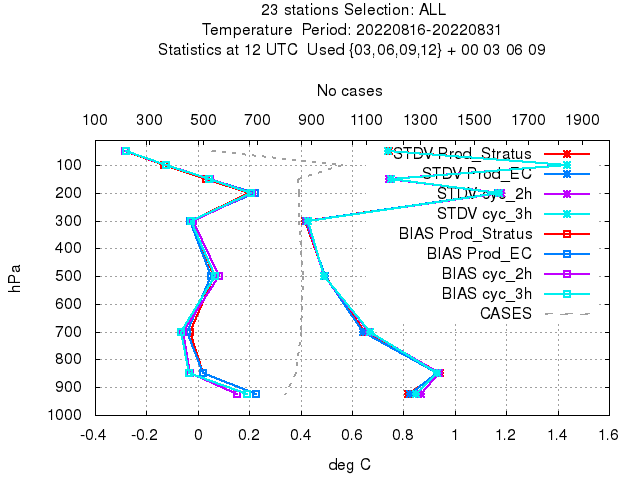 23 stations Selection: ALL
Temperature  Period: 20220816-20220831
Statistics at 12 UTC  Used {03,06,09,12} + 00 03 06 09
No cases
100 300 500 700 900 1100 1300 1500 1700 1900
STDV Prod_Stratus
STDV Prod_EC
STDV cyc_2h
STDV cyc_3h
BIAS Prod_Stratus
BIAS Prod_EC
BIAS cyc_2h
BIAS cyc_3h
CASES
100
200
300
400
500
600
700
800
900
1000
hPa
-0.4 -0.2 0 0.2 0.4 0.6 0.8 1 1.2 1.4 1.6
deg C